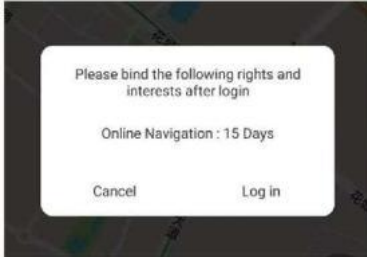 Please bind the following rights and
interests after login
Online Navigation : 15 Days
Cancel
Log in